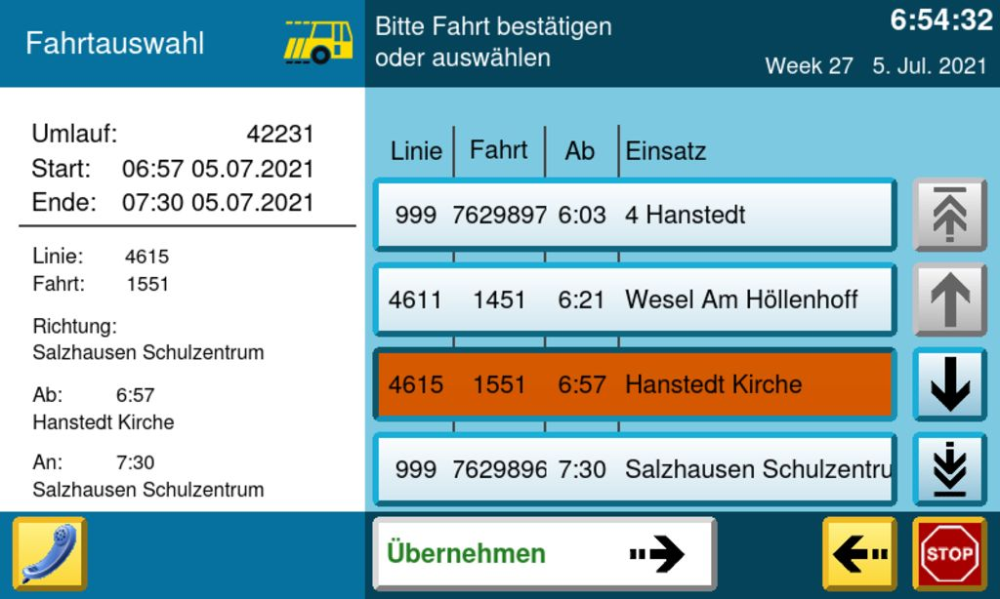 Fahrtauswahl
Bitte Fahrt bestätigen
oder auswählen
6:54:32
Week 27 5. Jul. 2021
Umlauf: 42231
Start: 06:57 05.07.2021
Ende: 07:30 05.07.2021
Linie: 4615
Fahrt: 1551
Richtung:
Salzhausen Schulzentrum
Ab: 6:57
Hanstedt Kirche
An: 7:30
Salzhausen Schulzentrum
Linie Fahrt Ab Einsatz
999 7629897 6:03 4 Hanstedt
4611 1451 6:21 Wesel Am Höllenhoff
4615 1551 6:57 Hanstedt Kirche
999 7629896 7:30 Salzhausen Schulzentru
Übernehmen
STOP